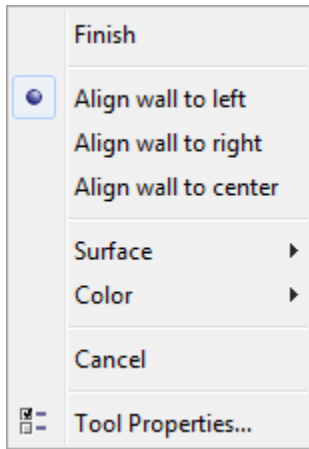 Finish
Align wall to left
Align wall to right
Align wall to center
Surface
Color
Cancel
Tool Properties...